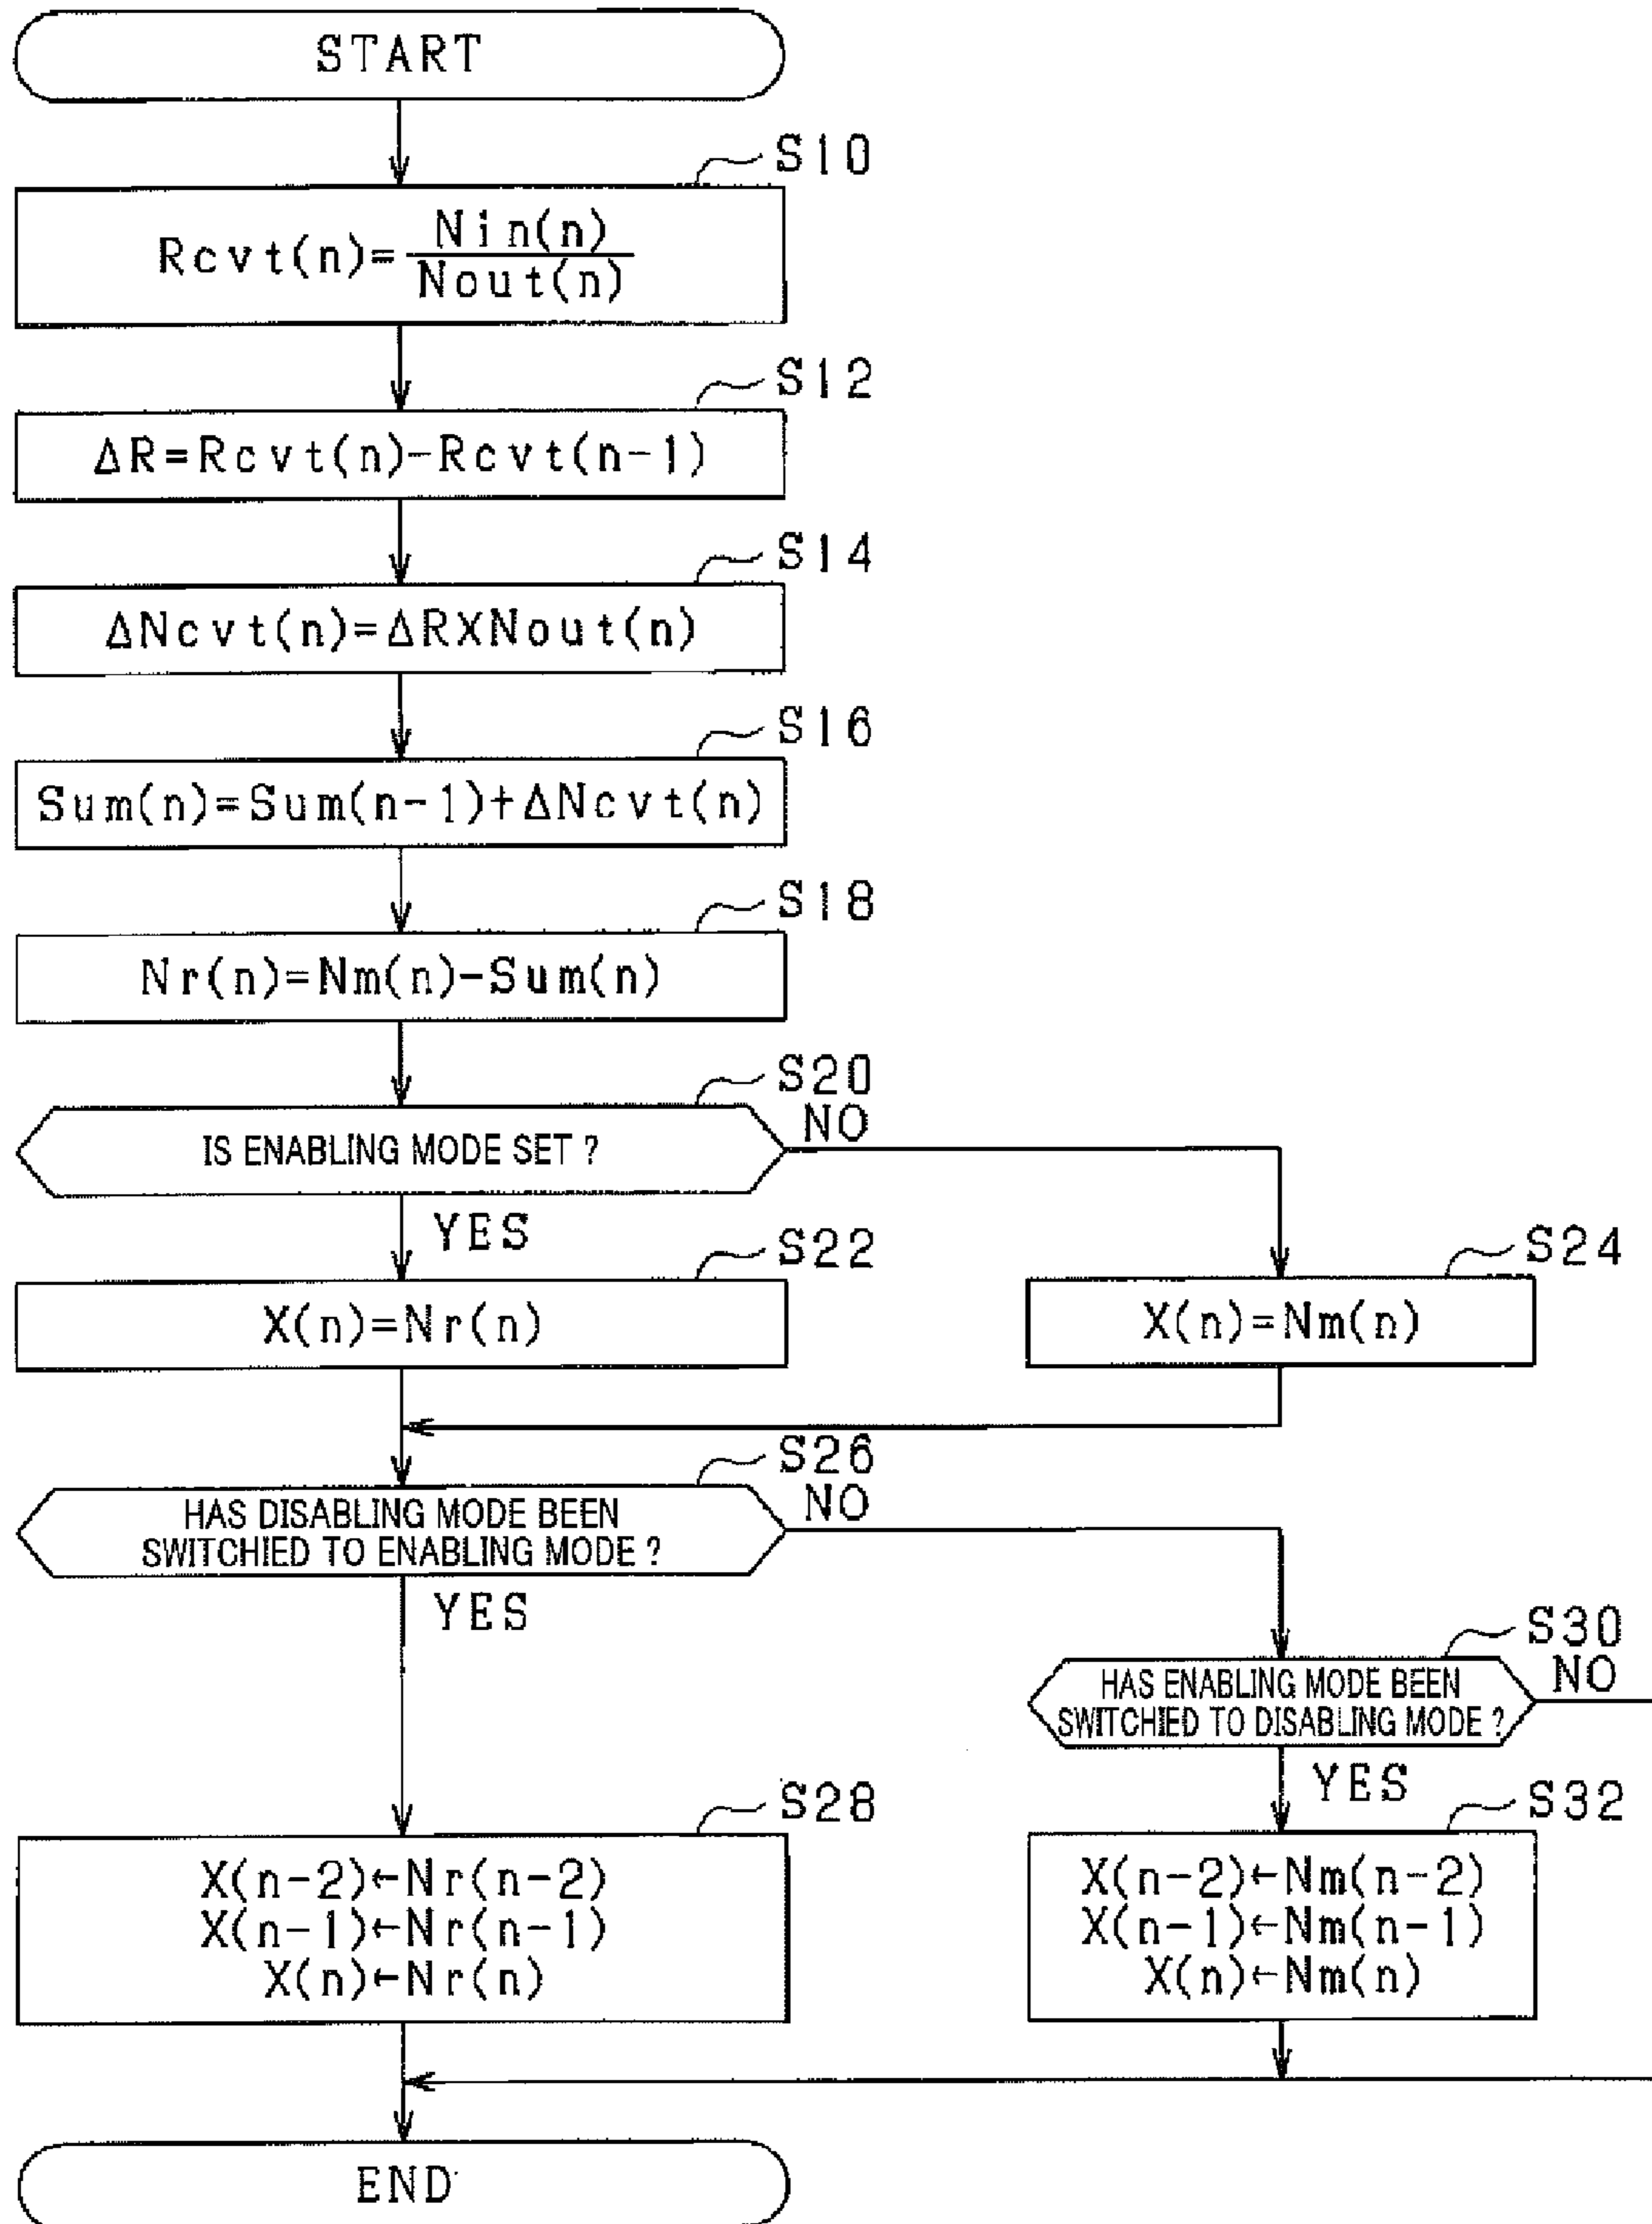 START
S10
Rcvt(n)=Nin(n)/Nout(n)
S12
ΔR=Rcvt(n)-Rcvt(n-1)
S14
ΔNcvt(n)=ΔRXNout(n)
S16
Sum(n)=Sum(n-1)+ΔNcvt(n)
S18
Nr(n)=Nm(n)-Sum(n)
S20
IS ENABLING MODE SET ?
NO
YES
S22
X(n)=Nr(n)
S24
X(n)=Nm(n)
S26
HAS DISABLING MODE BEEN
SWITCHIED TO ENABLING MODE ?
NO
YES
S30
HAS ENABLING MODE BEEN
SWITCHIED TO DISABLING MODE ?
NO
YES
S28
X(n-2)←Nr(n-2)
X(n-1)←Nr(n-1)
X(n)←Nr(n)
S32
X(n-2)←Nm(n-2)
X(n-1)←Nm(n-1)
X(n)←Nm(n)
END